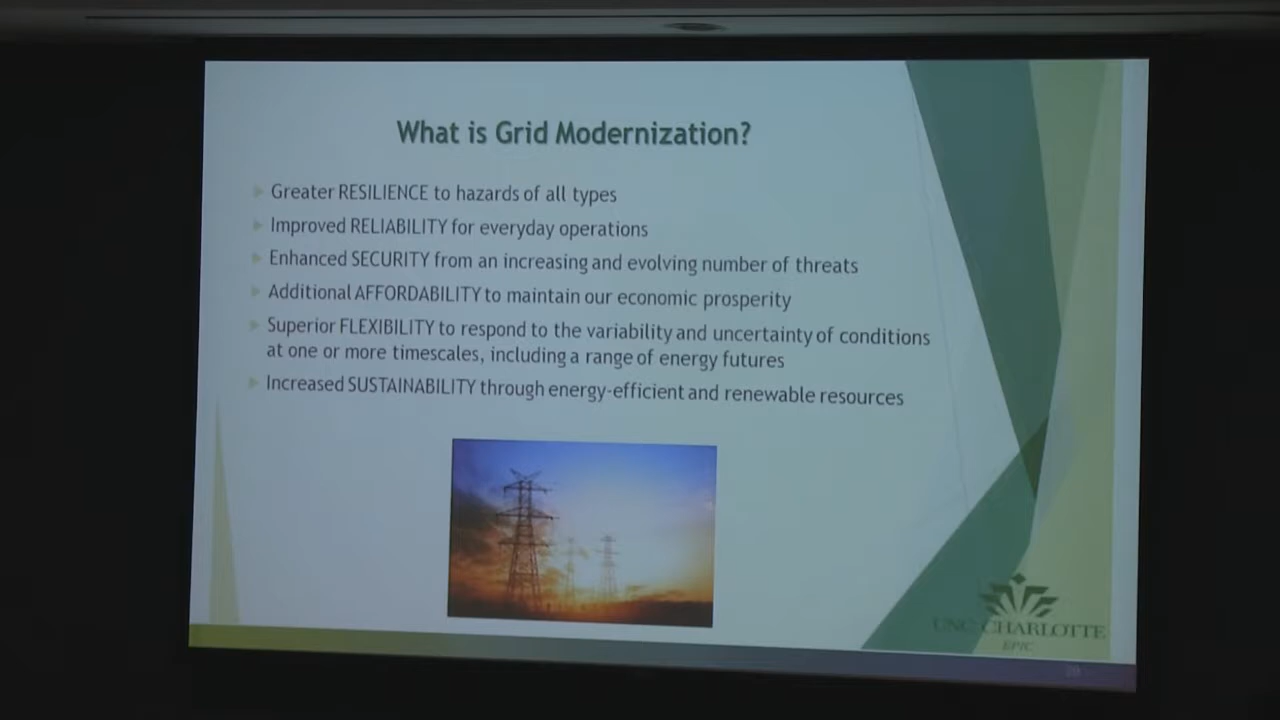 What is Grid Modernization?
Greater RESILIENCE to hazards of all types
Improved RELIABILITY for everyday operations
Enhanced SECURITY from an increasing and evolving number of threats
Additional AFFORDABILITY to maintain our economic prosperity
Superior FLEXIBILITY to respond to the variability and uncertainty of conditions
at one or more timescales, including a range of energy futures
Increased SUSTAINABILITY through energy-efficient and renewable resources
UNC CHARLOTTE
EPIC
20